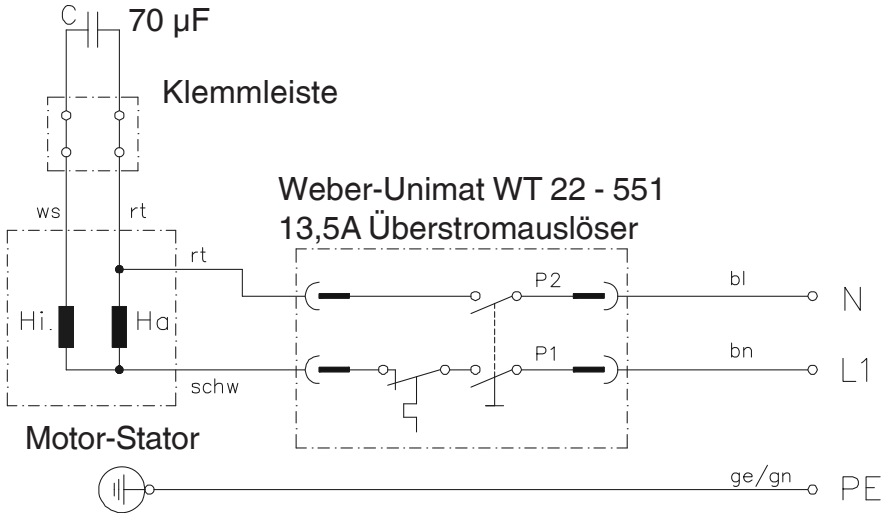 C 70 µF
Klemmleiste
Weber-Unimat WT 22 - 551
13,5A Überstromauslöser
ws rt
rt
P2
bl
N
Hi. Ha
P1
bn
L1
schw
Motor-Stator
ge/gn
PE